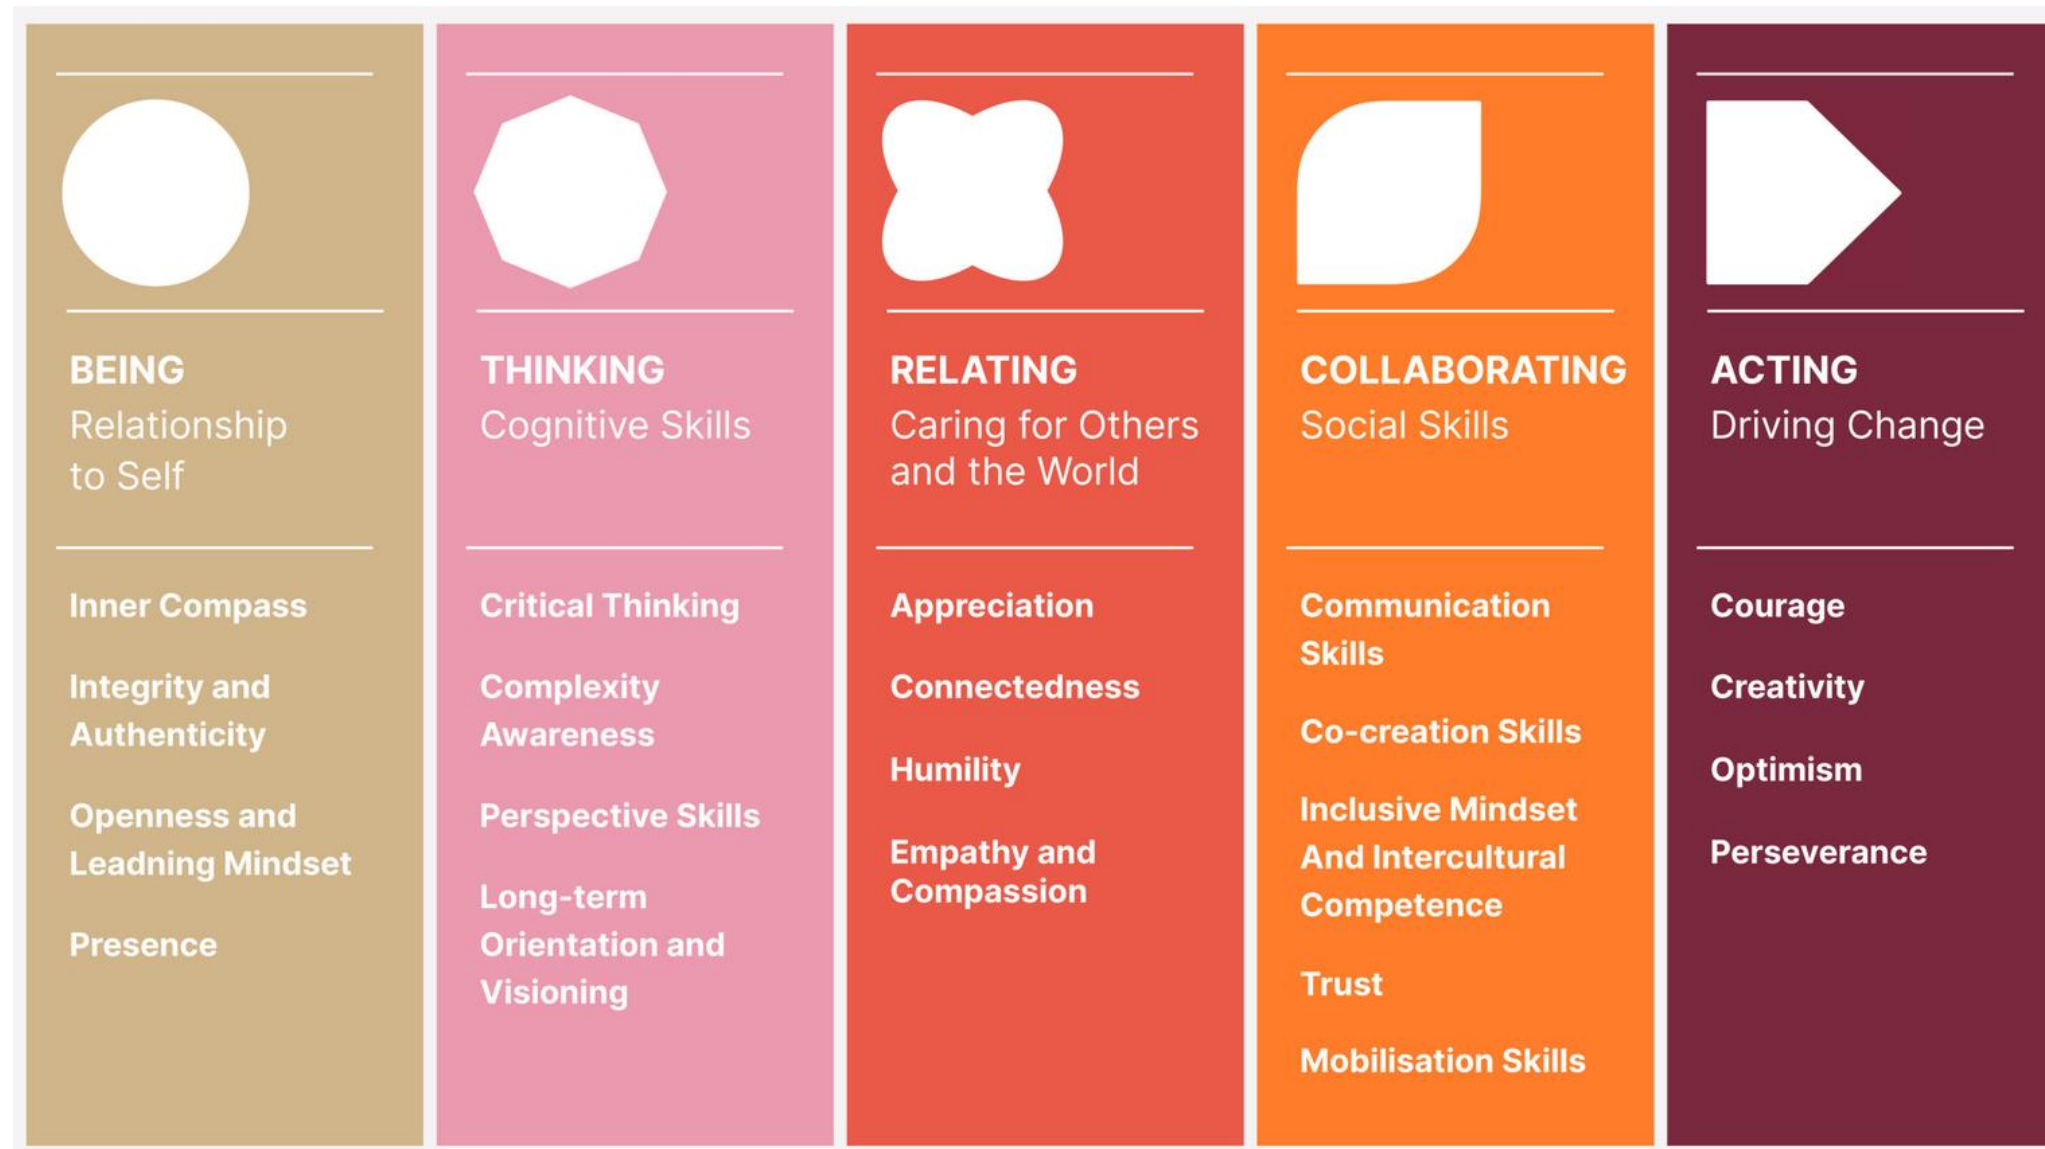 BEING
Relationship
to Self
Inner Compass
Integrity and
Authenticity
Openness and
Leadning Mindset
Presence
THINKING
Cognitive Skills
Critical Thinking
Complexity
Awareness
Perspective Skills
Long-term
Orientation and
Visioning
RELATING
Caring for Others
and the World
Appreciation
Connectedness
Humility
Empathy and
Compassion
COLLABORATING
Social Skills
Communication
Skills
Co-creation Skills
Inclusive Mindset
And Intercultural
Competence
Trust
Mobilisation Skills
ACTING
Driving Change
Courage
Creativity
Optimism
Perseverance